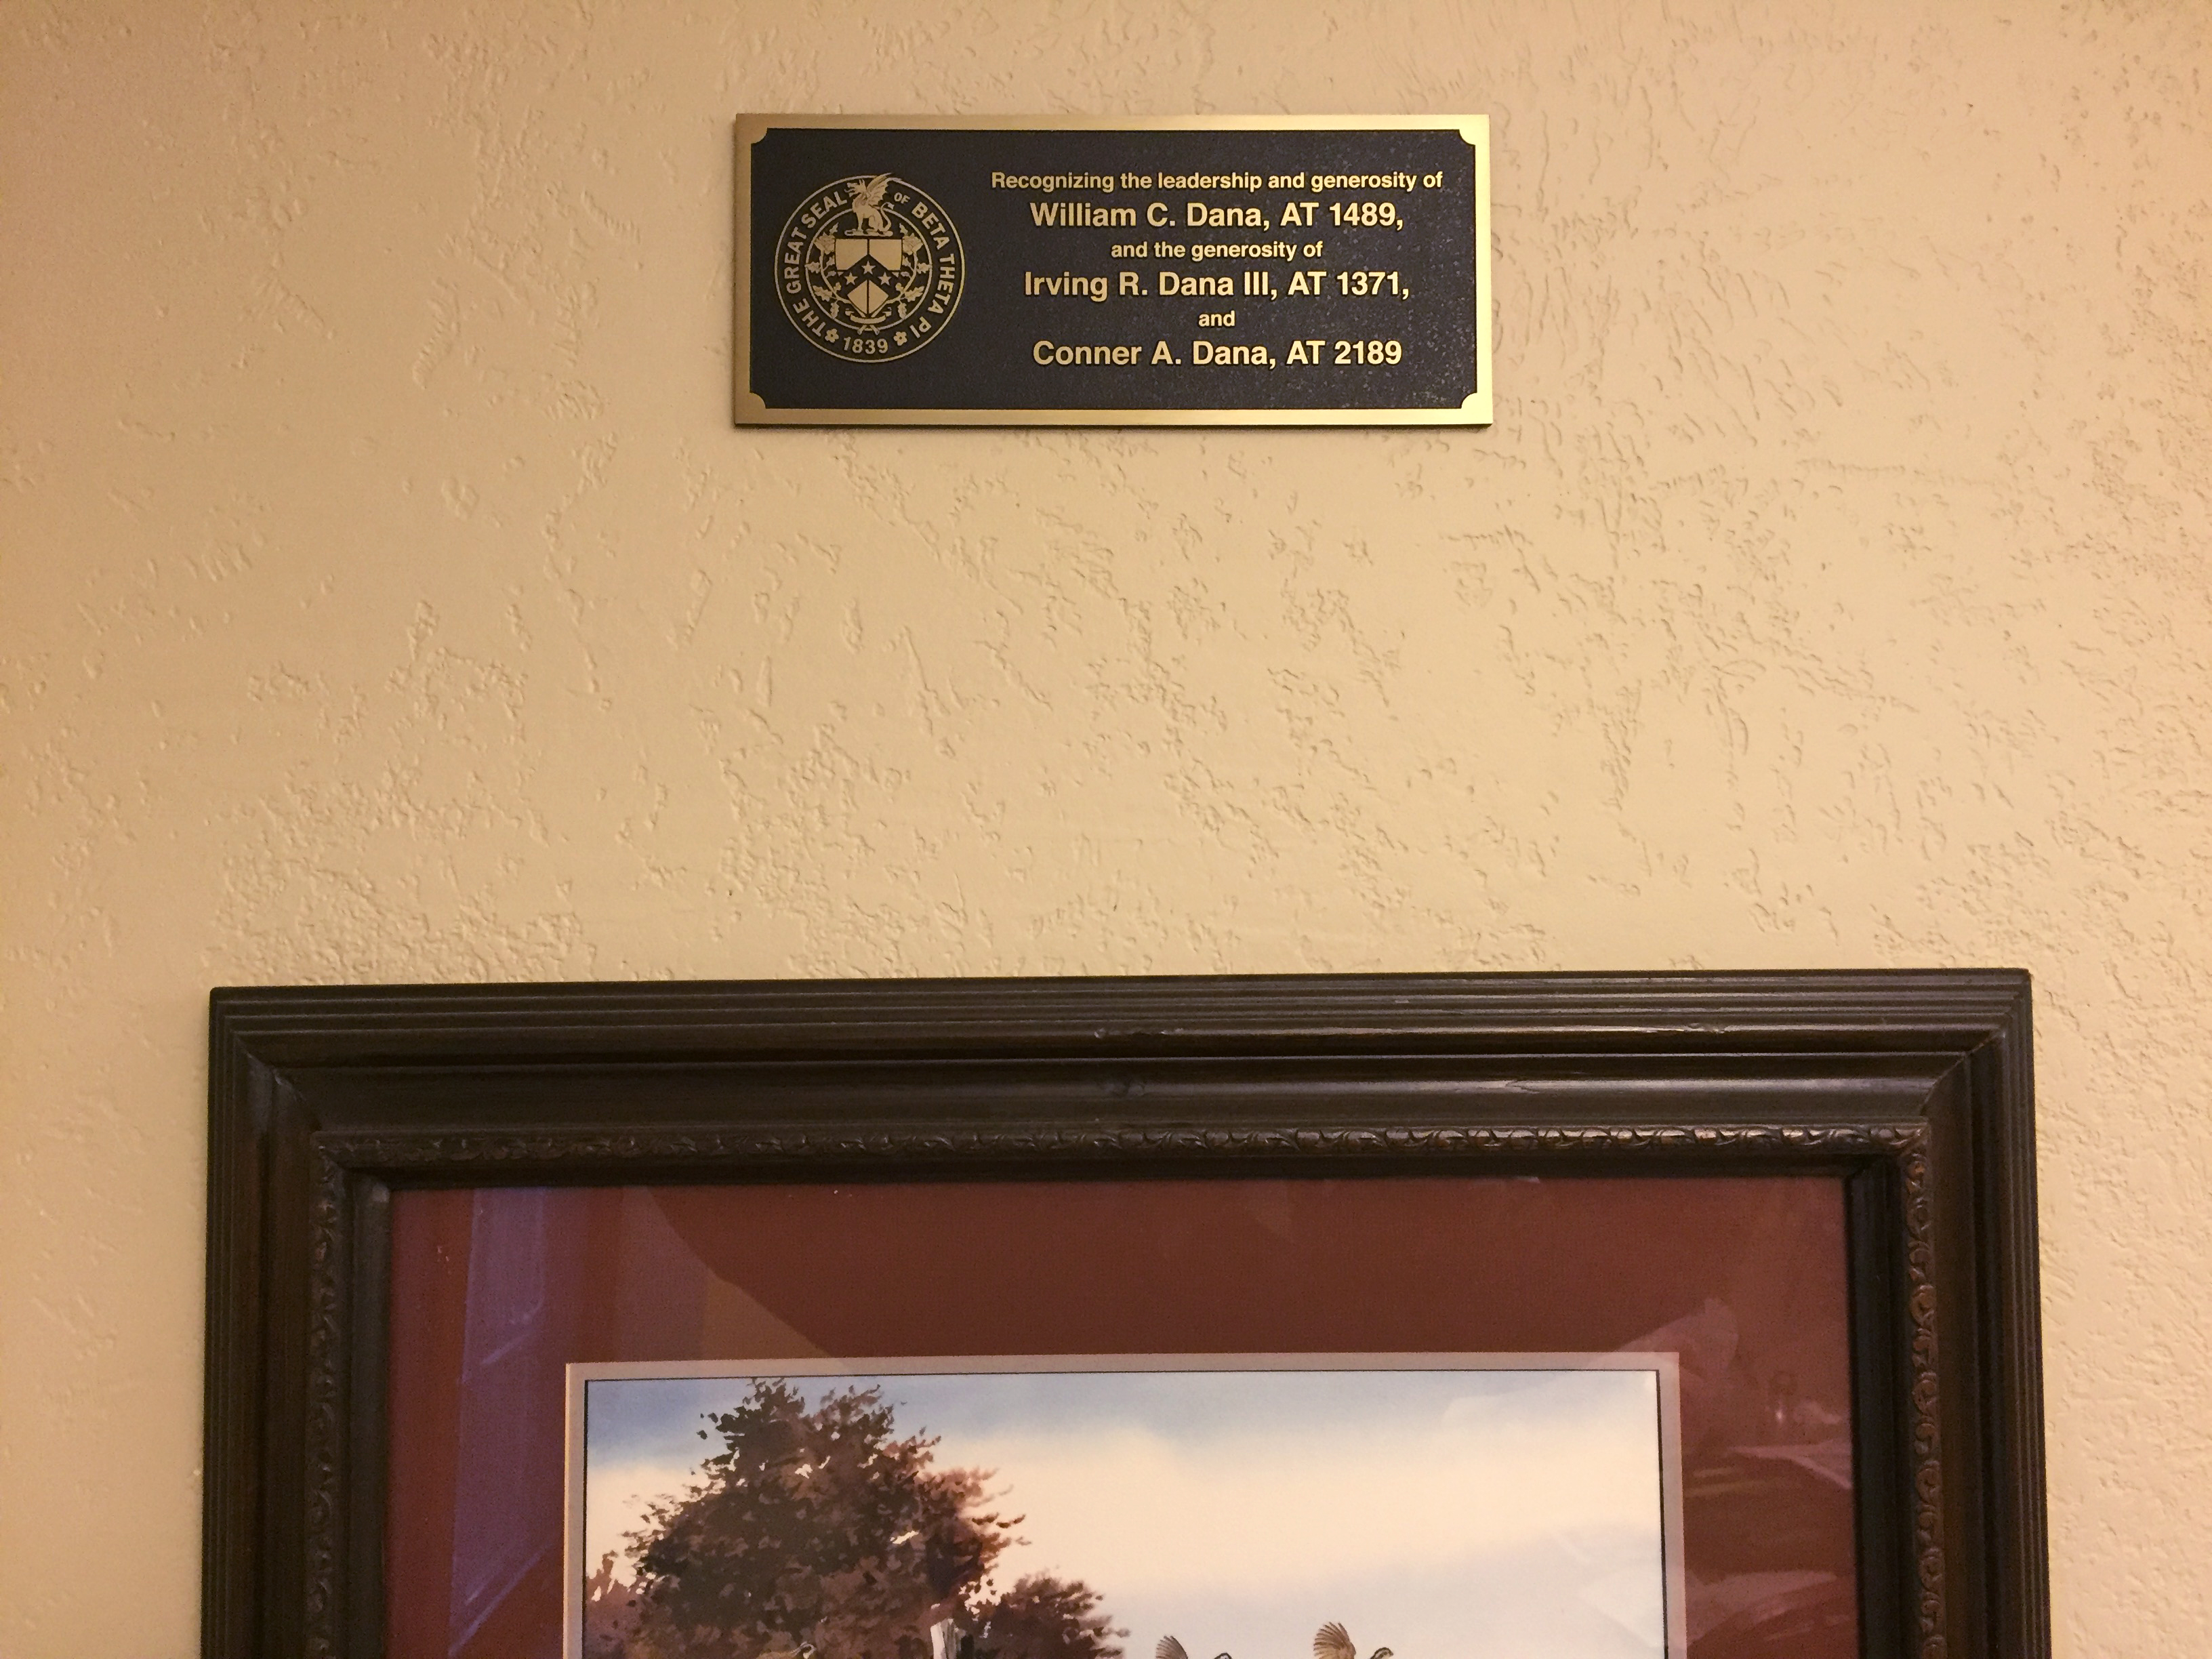 THE GREAT SEAL OF BETA THETA PI
1839
Recognizing the leadership and generosity of
William C. Dana, AT 1489,
and the generosity of
Irving R. Dana III, AT 1371,
and
Conner A. Dana, AT 2189